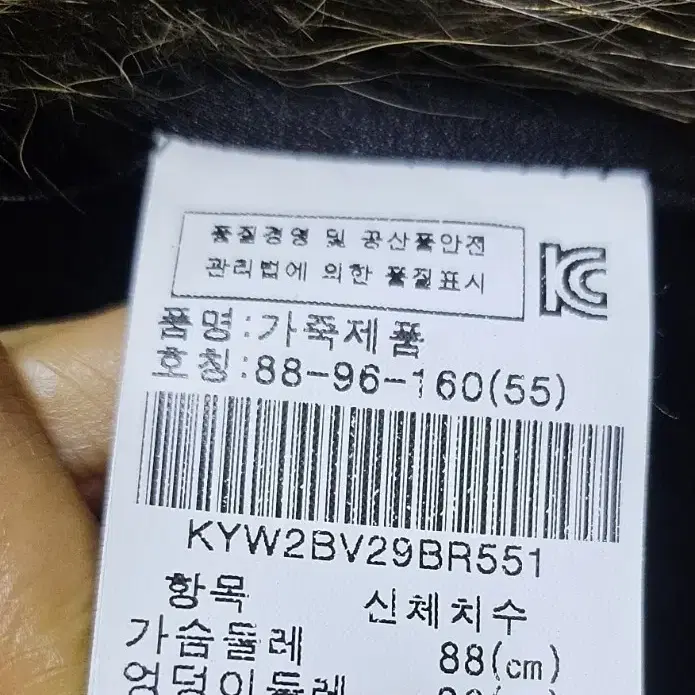 품질경영 및 공산품안전
관리법에 의한 품질표시
KC
품명:가죽제품
호칭:88-96-160(55)
KYW2BV29BR551
항목 신체치수
가슴둘레 88(cm)
엉덩이둘레 96(cm)